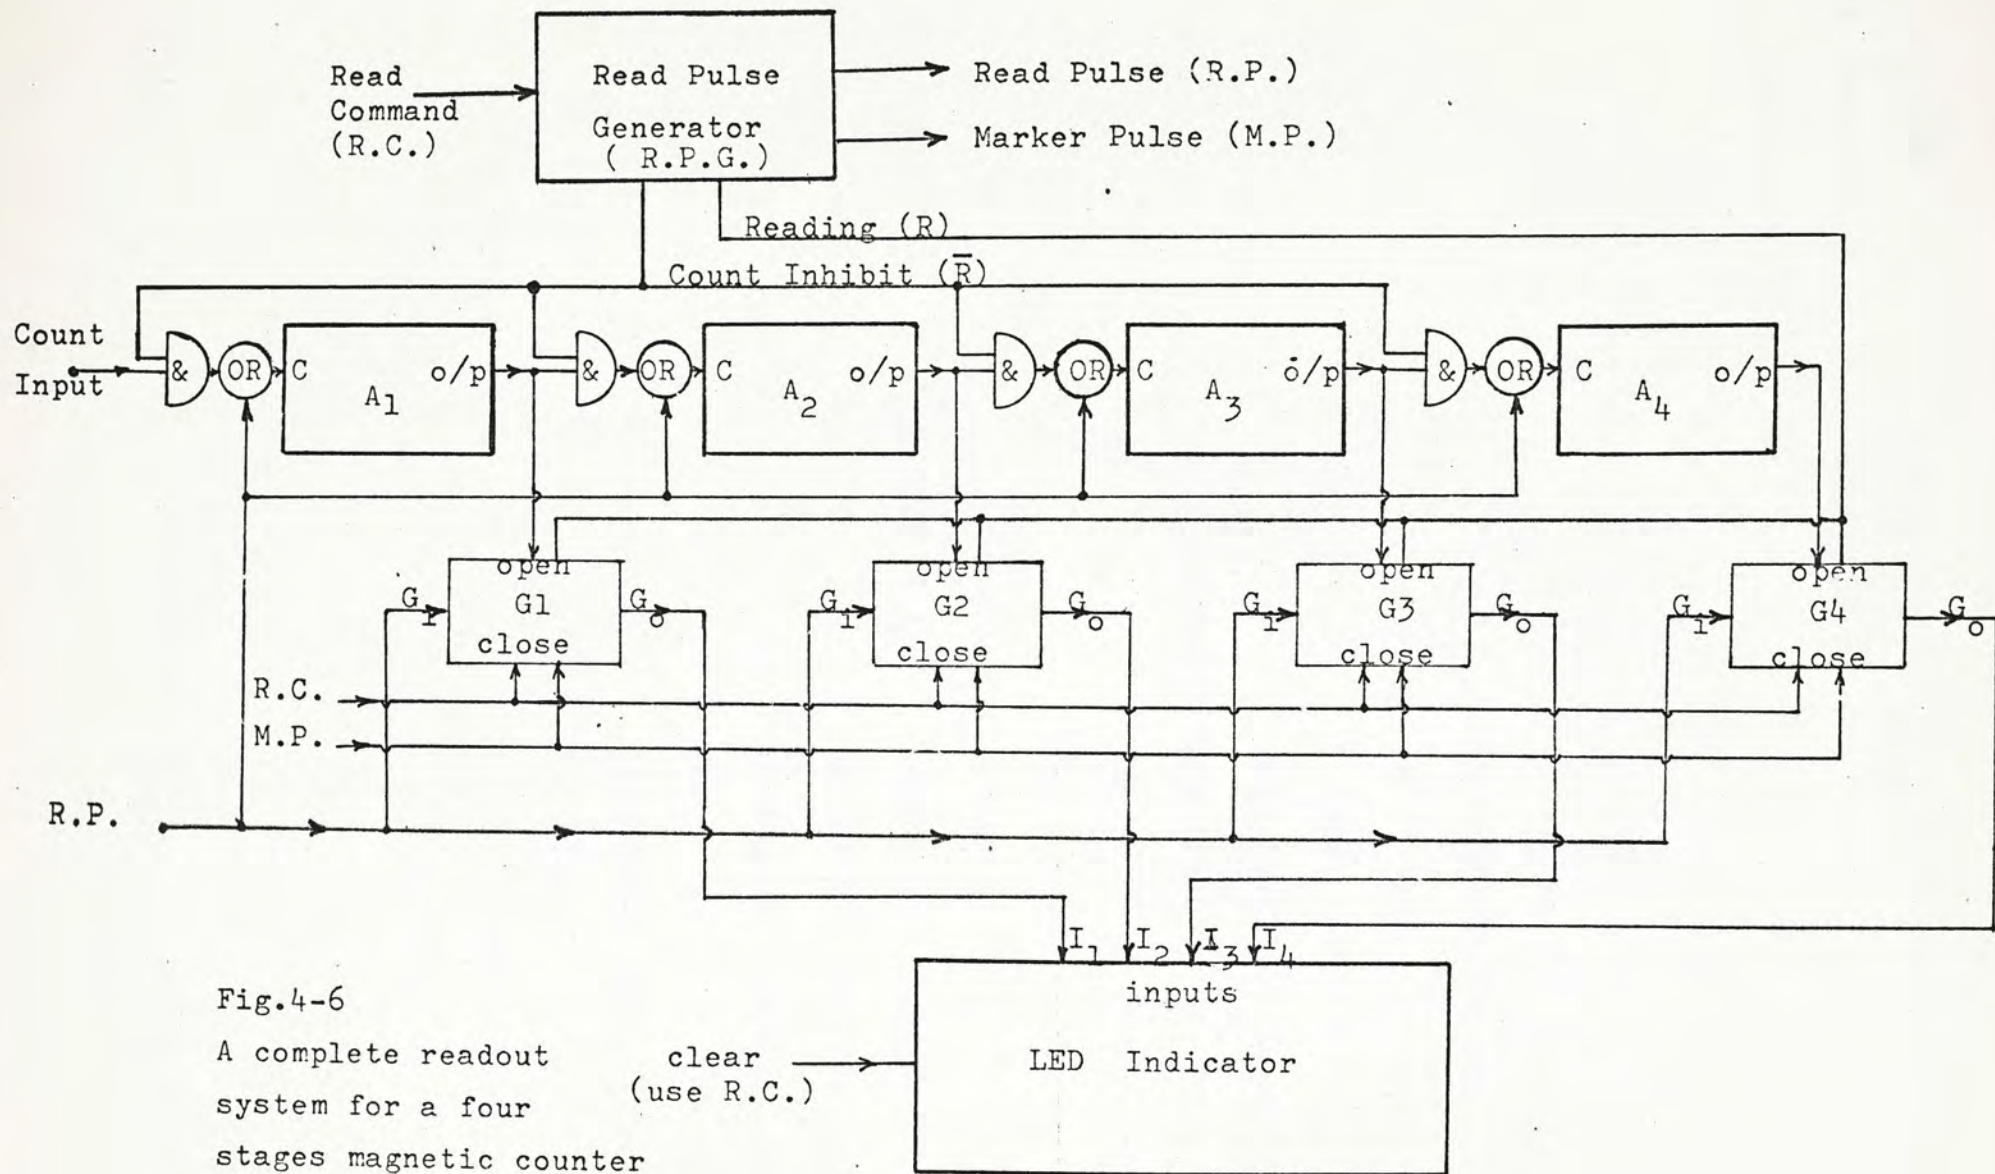 Read
Command
(R.C.)
Read Pulse
Generator
( R.P.G.)
Read Pulse (R.P.)
Marker Pulse (M.P.)
Reading (R)
Count Inhibit (R̅)
Count
Input
& OR C o/p A1
& OR C o/p A2
& OR C o/p A3
& OR C o/p A4
Gi open G1 close Go
Gi open G2 close Go
Gi open G3 close Go
Gi open G4 close Go
R.C.
M.P.
R.P.
I1 I2 I3 I4
inputs
LED Indicator
clear
(use R.C.)
Fig.4-6
A complete readout
system for a four
stages magnetic counter